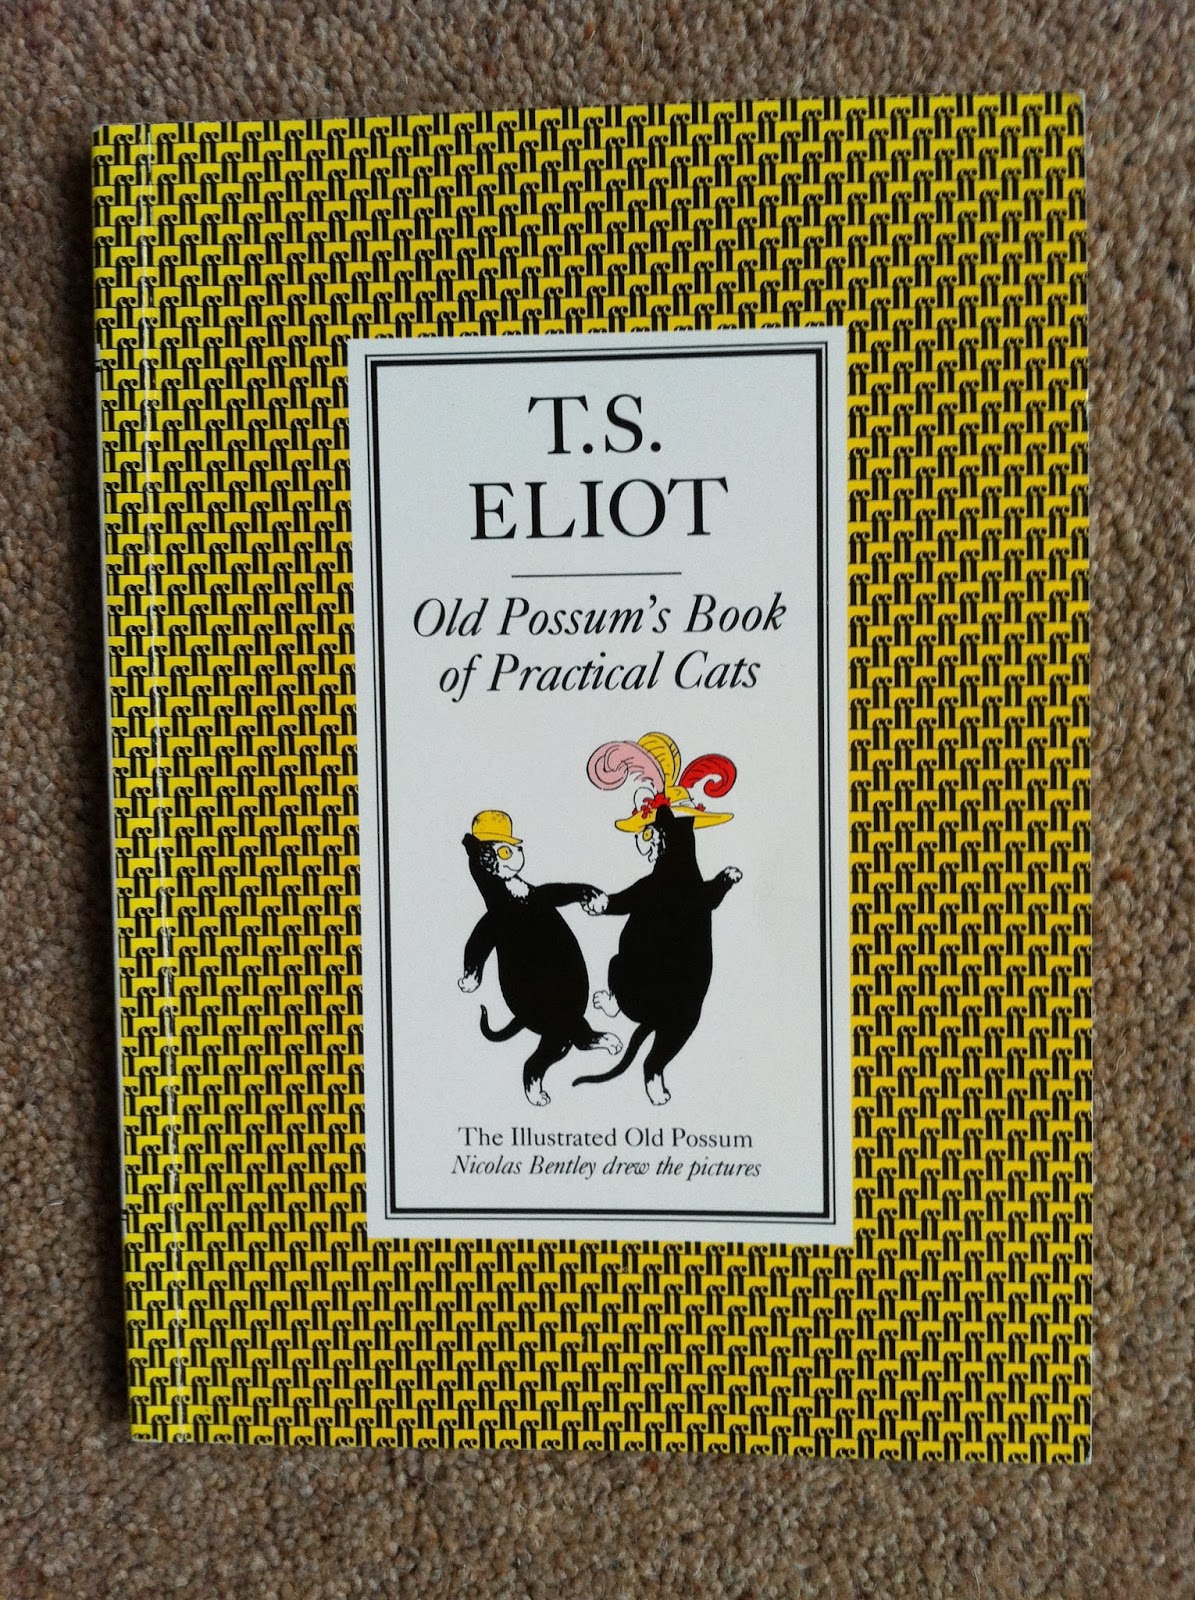 T.S.
ELIOT
Old Possum's Book
of Practical Cats
The Illustrated Old Possum
Nicolas Bentley drew the pictures